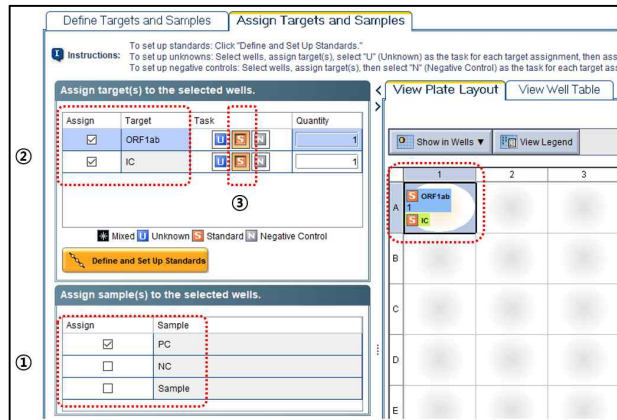 Define Targets and Samples
Assign Targets and Samples
Instructions:
To set up standards: Click "Define and Set Up Standards."
To set up unknowns: Select wells, assign target(s), select "U" (Unknown) as the task for each target assignment, then ass
To set up negative controls: Select wells, assign target(s), then select "N" (Negative Control) as the task for each target ass
Assign target(s) to the selected wells.
Assign Target Task Quantity
ORF1ab U S N 1
IC U S N 1
②
③
Mixed U Unknown S Standard N Negative Control
Define and Set Up Standards
Assign sample(s) to the selected wells.
Assign Sample
PC
①
NC
Sample
View Plate Layout
View Well Table
Show in Wells ▼
View Legend
1 2 3
A
S ORF1ab
1
S IC
B
C
D
E